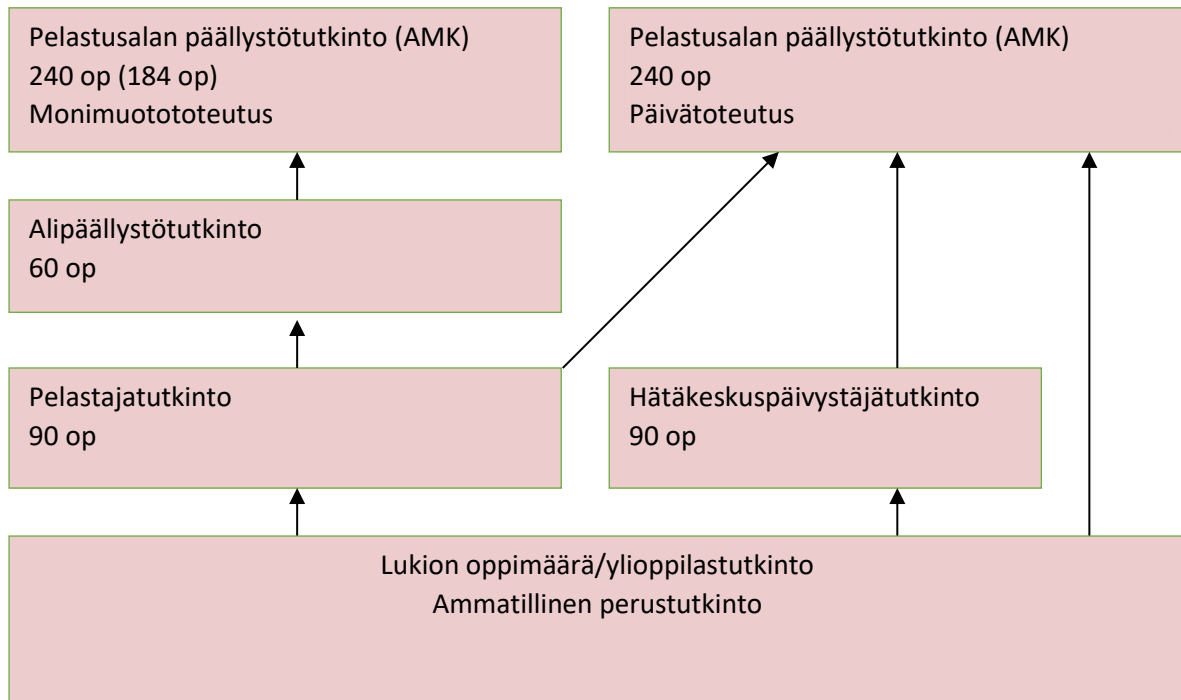 Pelastusalan päällystötutkinto (AMK)
240 op (184 op)
Monimuotototeutus
Pelastusalan päällystötutkinto (AMK)
240 op
Päivätoteutus
Alipäällystötutkinto
60 op
Pelastajatutkinto
90 op
Hätäkeskuspäivystäjätutkinto
90 op
Lukion oppimäärä/ylioppilastutkinto
Ammatillinen perustutkinto